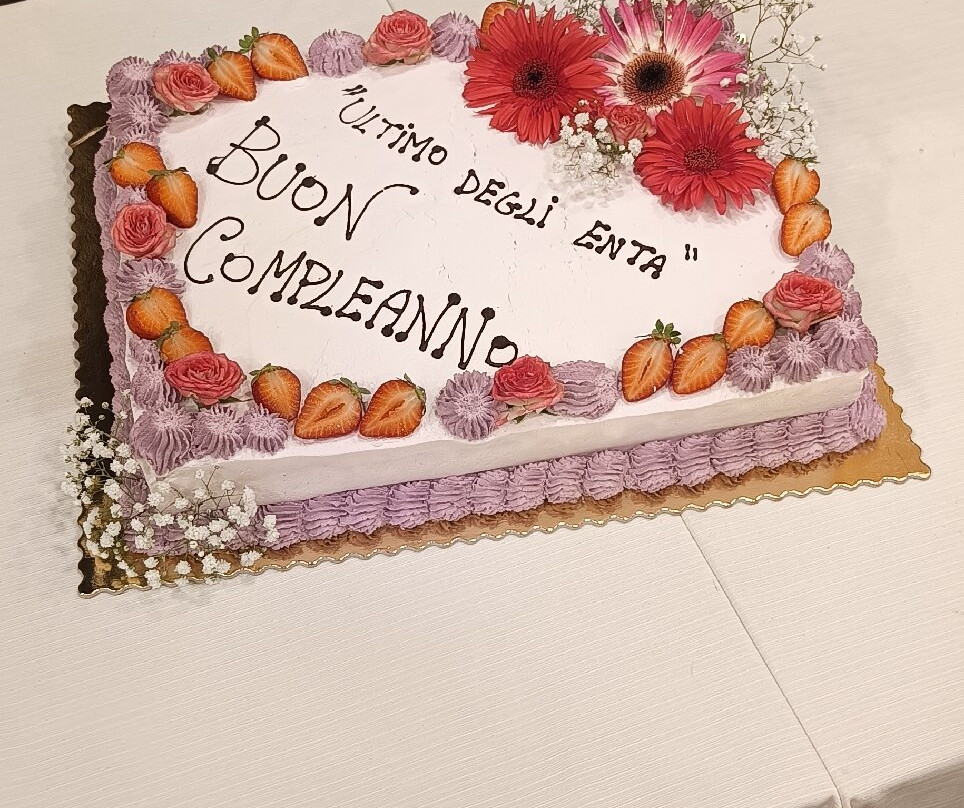 "ULTIMO DEGLI ENTA"
BUON
COMPLEANNO